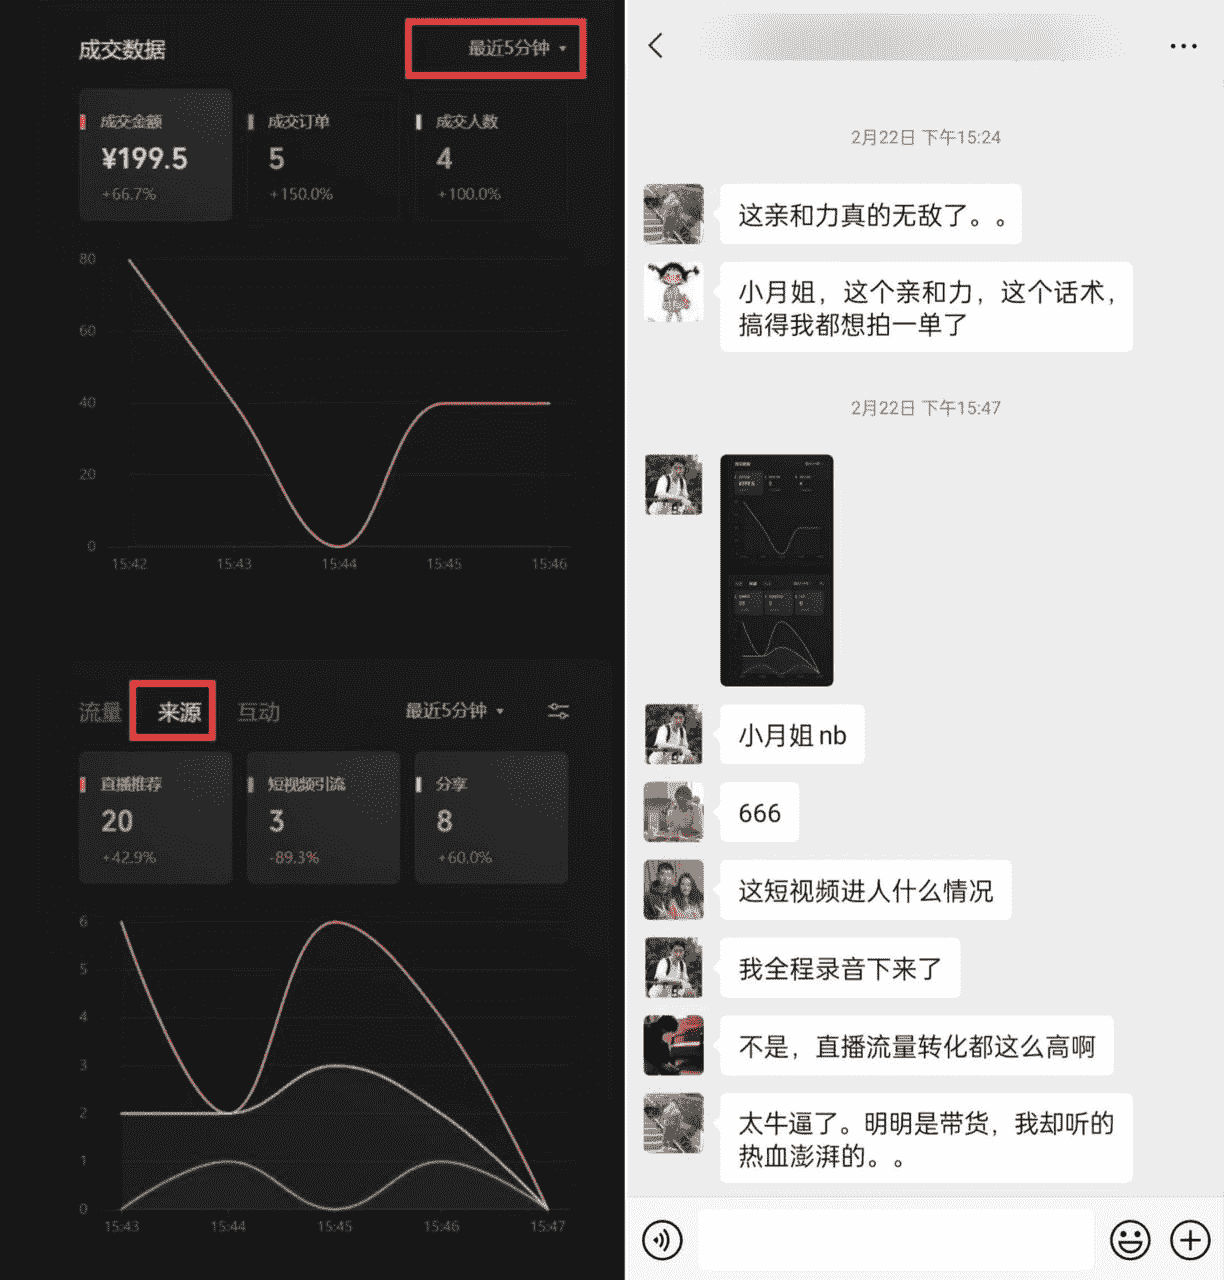 成交数据
最近5分钟
成交金额
¥199.5
+66.7%
成交订单
5
+150.0%
成交人数
4
+100.0%
80
60
40
20
0
15:42
15:43
15:44
15:45
15:46
流量
来源
互动
最近5分钟
直播推荐
20
+42.9%
短视频引流
3
-89.3%
分享
8
+60.0%
6
5
4
3
2
1
0
15:43
15:44
15:45
15:46
15:47
2月22日 下午15:24
这亲和力真的无敌了。。
小月姐，这个亲和力，这个话术，
搞得我都想拍一单了
2月22日 下午15:47
小月姐 nb
666
这短视频进人什么情况
我全程录音下来了
不是，直播流量转化都这么高啊
太牛逼了。明明是带货，我却听的
热血澎湃的。。